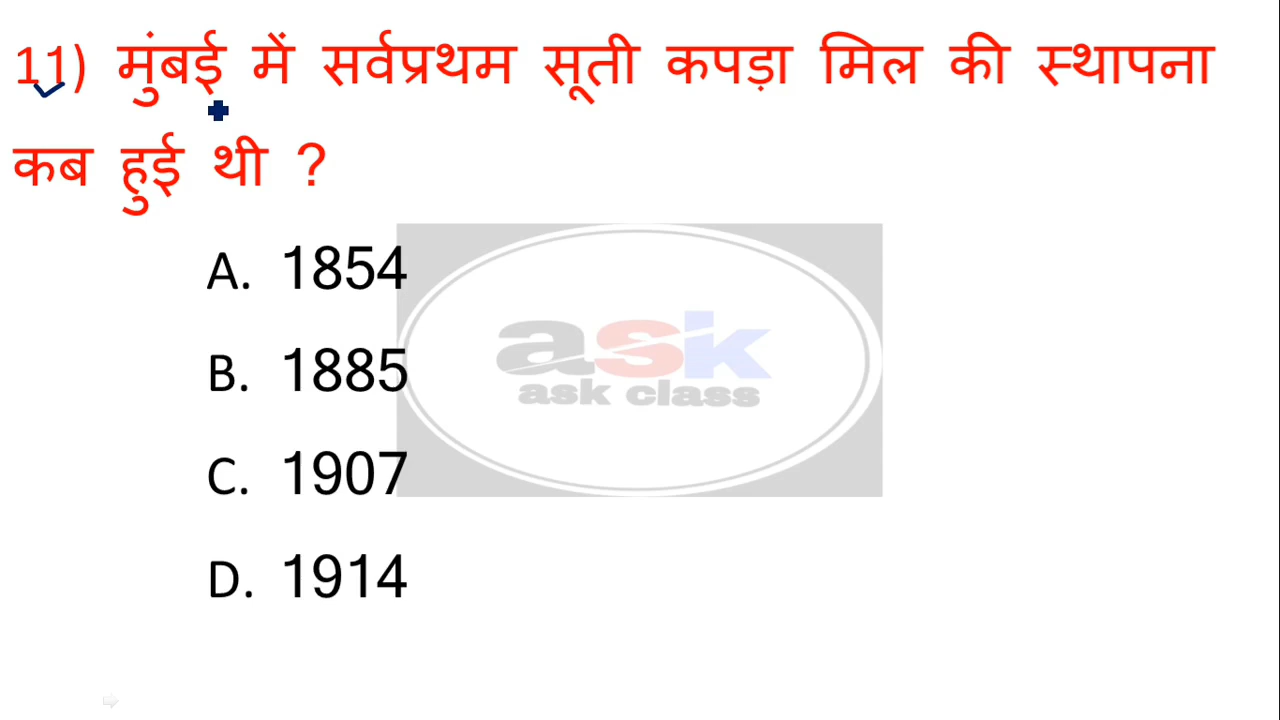 11) मुंबई में सर्वप्रथम सूती कपड़ा मिल की स्थापना
कब हुई थी ?
A. 1854
B. 1885
C. 1907
D. 1914
ask
ask class